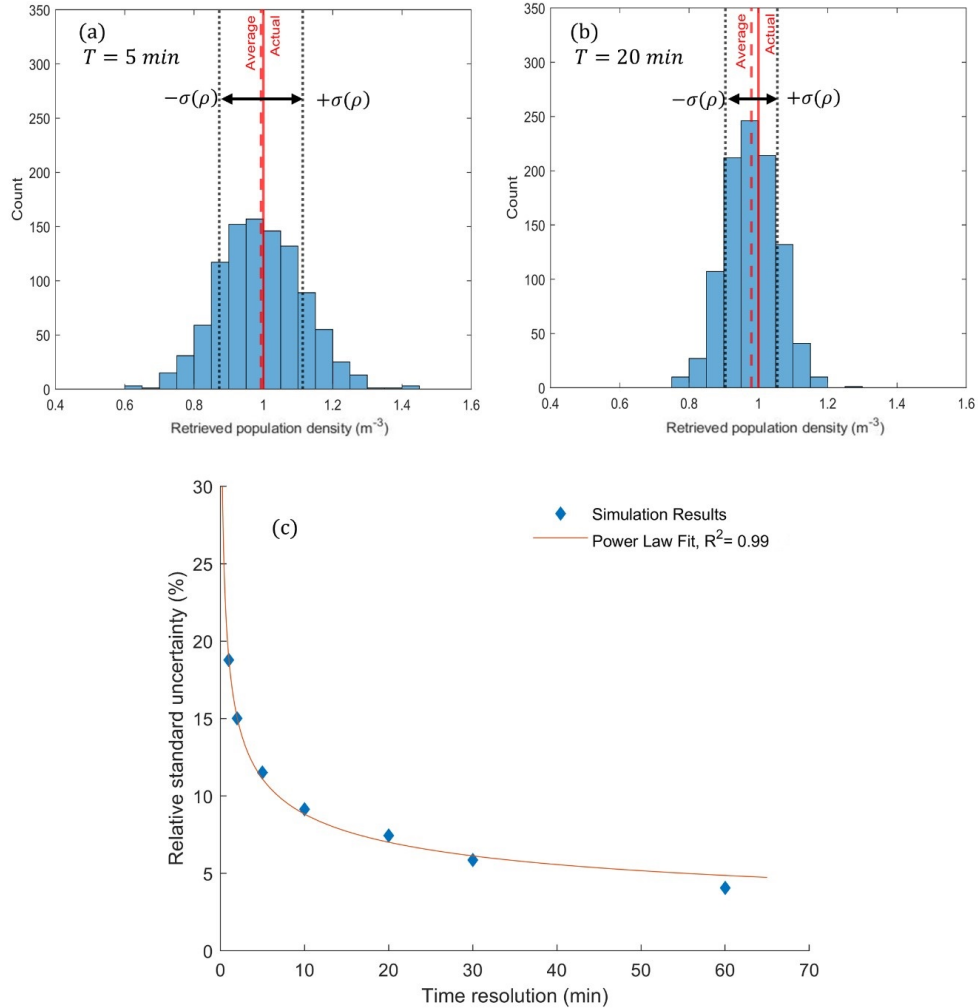 (a)
T = 5 min
Average
Actual
−σ(ρ)
+σ(ρ)
Count
350
300
250
200
150
100
50
0
0.4
0.6
0.8
1
1.2
1.4
1.6
Retrieved population density (m⁻³)
(b)
T = 20 min
Average
Actual
−σ(ρ)
+σ(ρ)
Count
350
300
250
200
150
100
50
0
0.4
0.6
0.8
1
1.2
1.4
1.6
Retrieved population density (m⁻³)
(c)
Simulation Results
Power Law Fit, R²= 0.99
Relative standard uncertainty (%)
30
25
20
15
10
5
0
0
10
20
30
40
50
60
70
Time resolution (min)